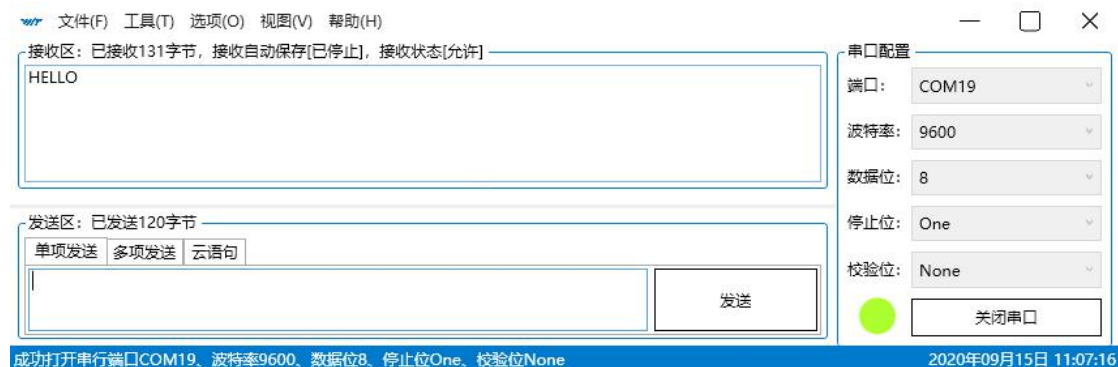 文件(F) 工具(T) 选项(O) 视图(V) 帮助(H)
接收区：已接收131字节，接收自动保存[已停止]，接收状态[允许]
HELLO
发送区：已发送120字节
单项发送 多项发送 云语句
发送
串口配置
端口： COM19
波特率： 9600
数据位： 8
停止位： One
校验位： None
关闭串口
成功打开串行端口COM19、波特率9600、数据位8、停止位One、校验位None
2020年09月15日 11:07:16